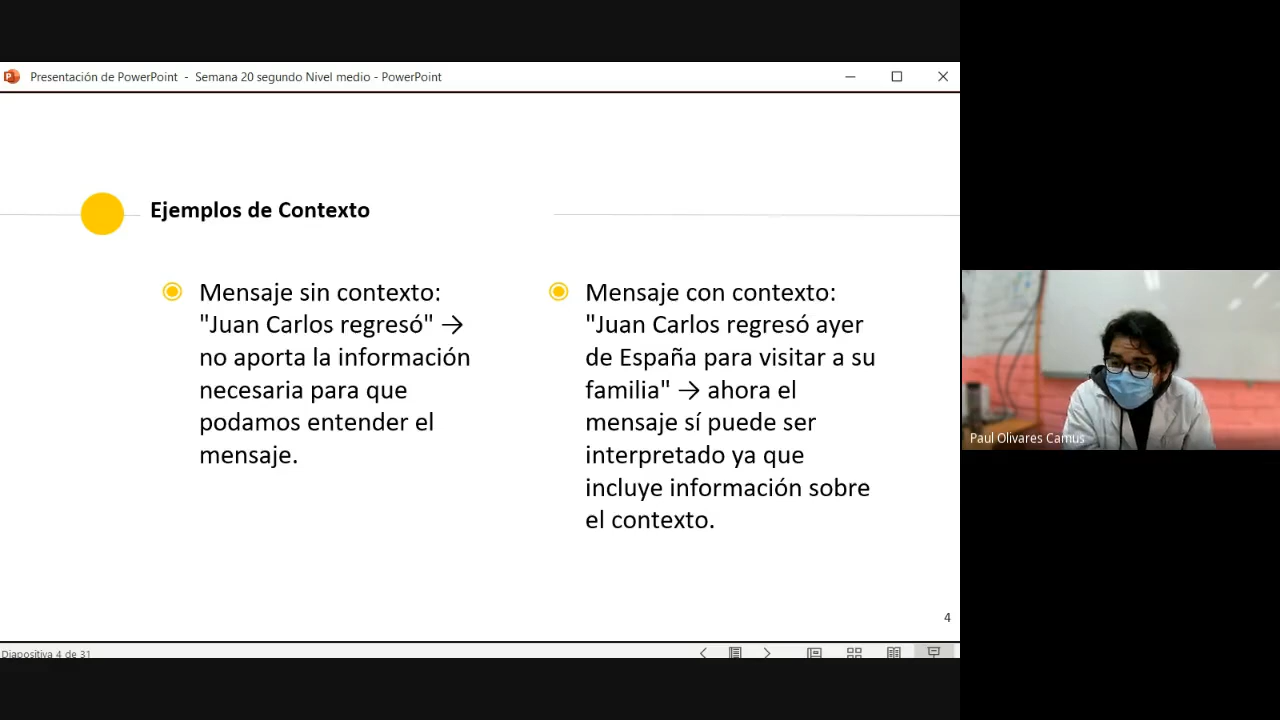 Presentación de PowerPoint - Semana 20 segundo Nivel medio - PowerPoint
Ejemplos de Contexto
Mensaje sin contexto:
"Juan Carlos regresó" →
no aporta la información
necesaria para que
podamos entender el
mensaje.
Mensaje con contexto:
"Juan Carlos regresó ayer
de España para visitar a su
familia" → ahora el
mensaje sí puede ser
interpretado ya que
incluye información sobre
el contexto.
4
Diapositiva 4 de 31
Paul Olivares Camus